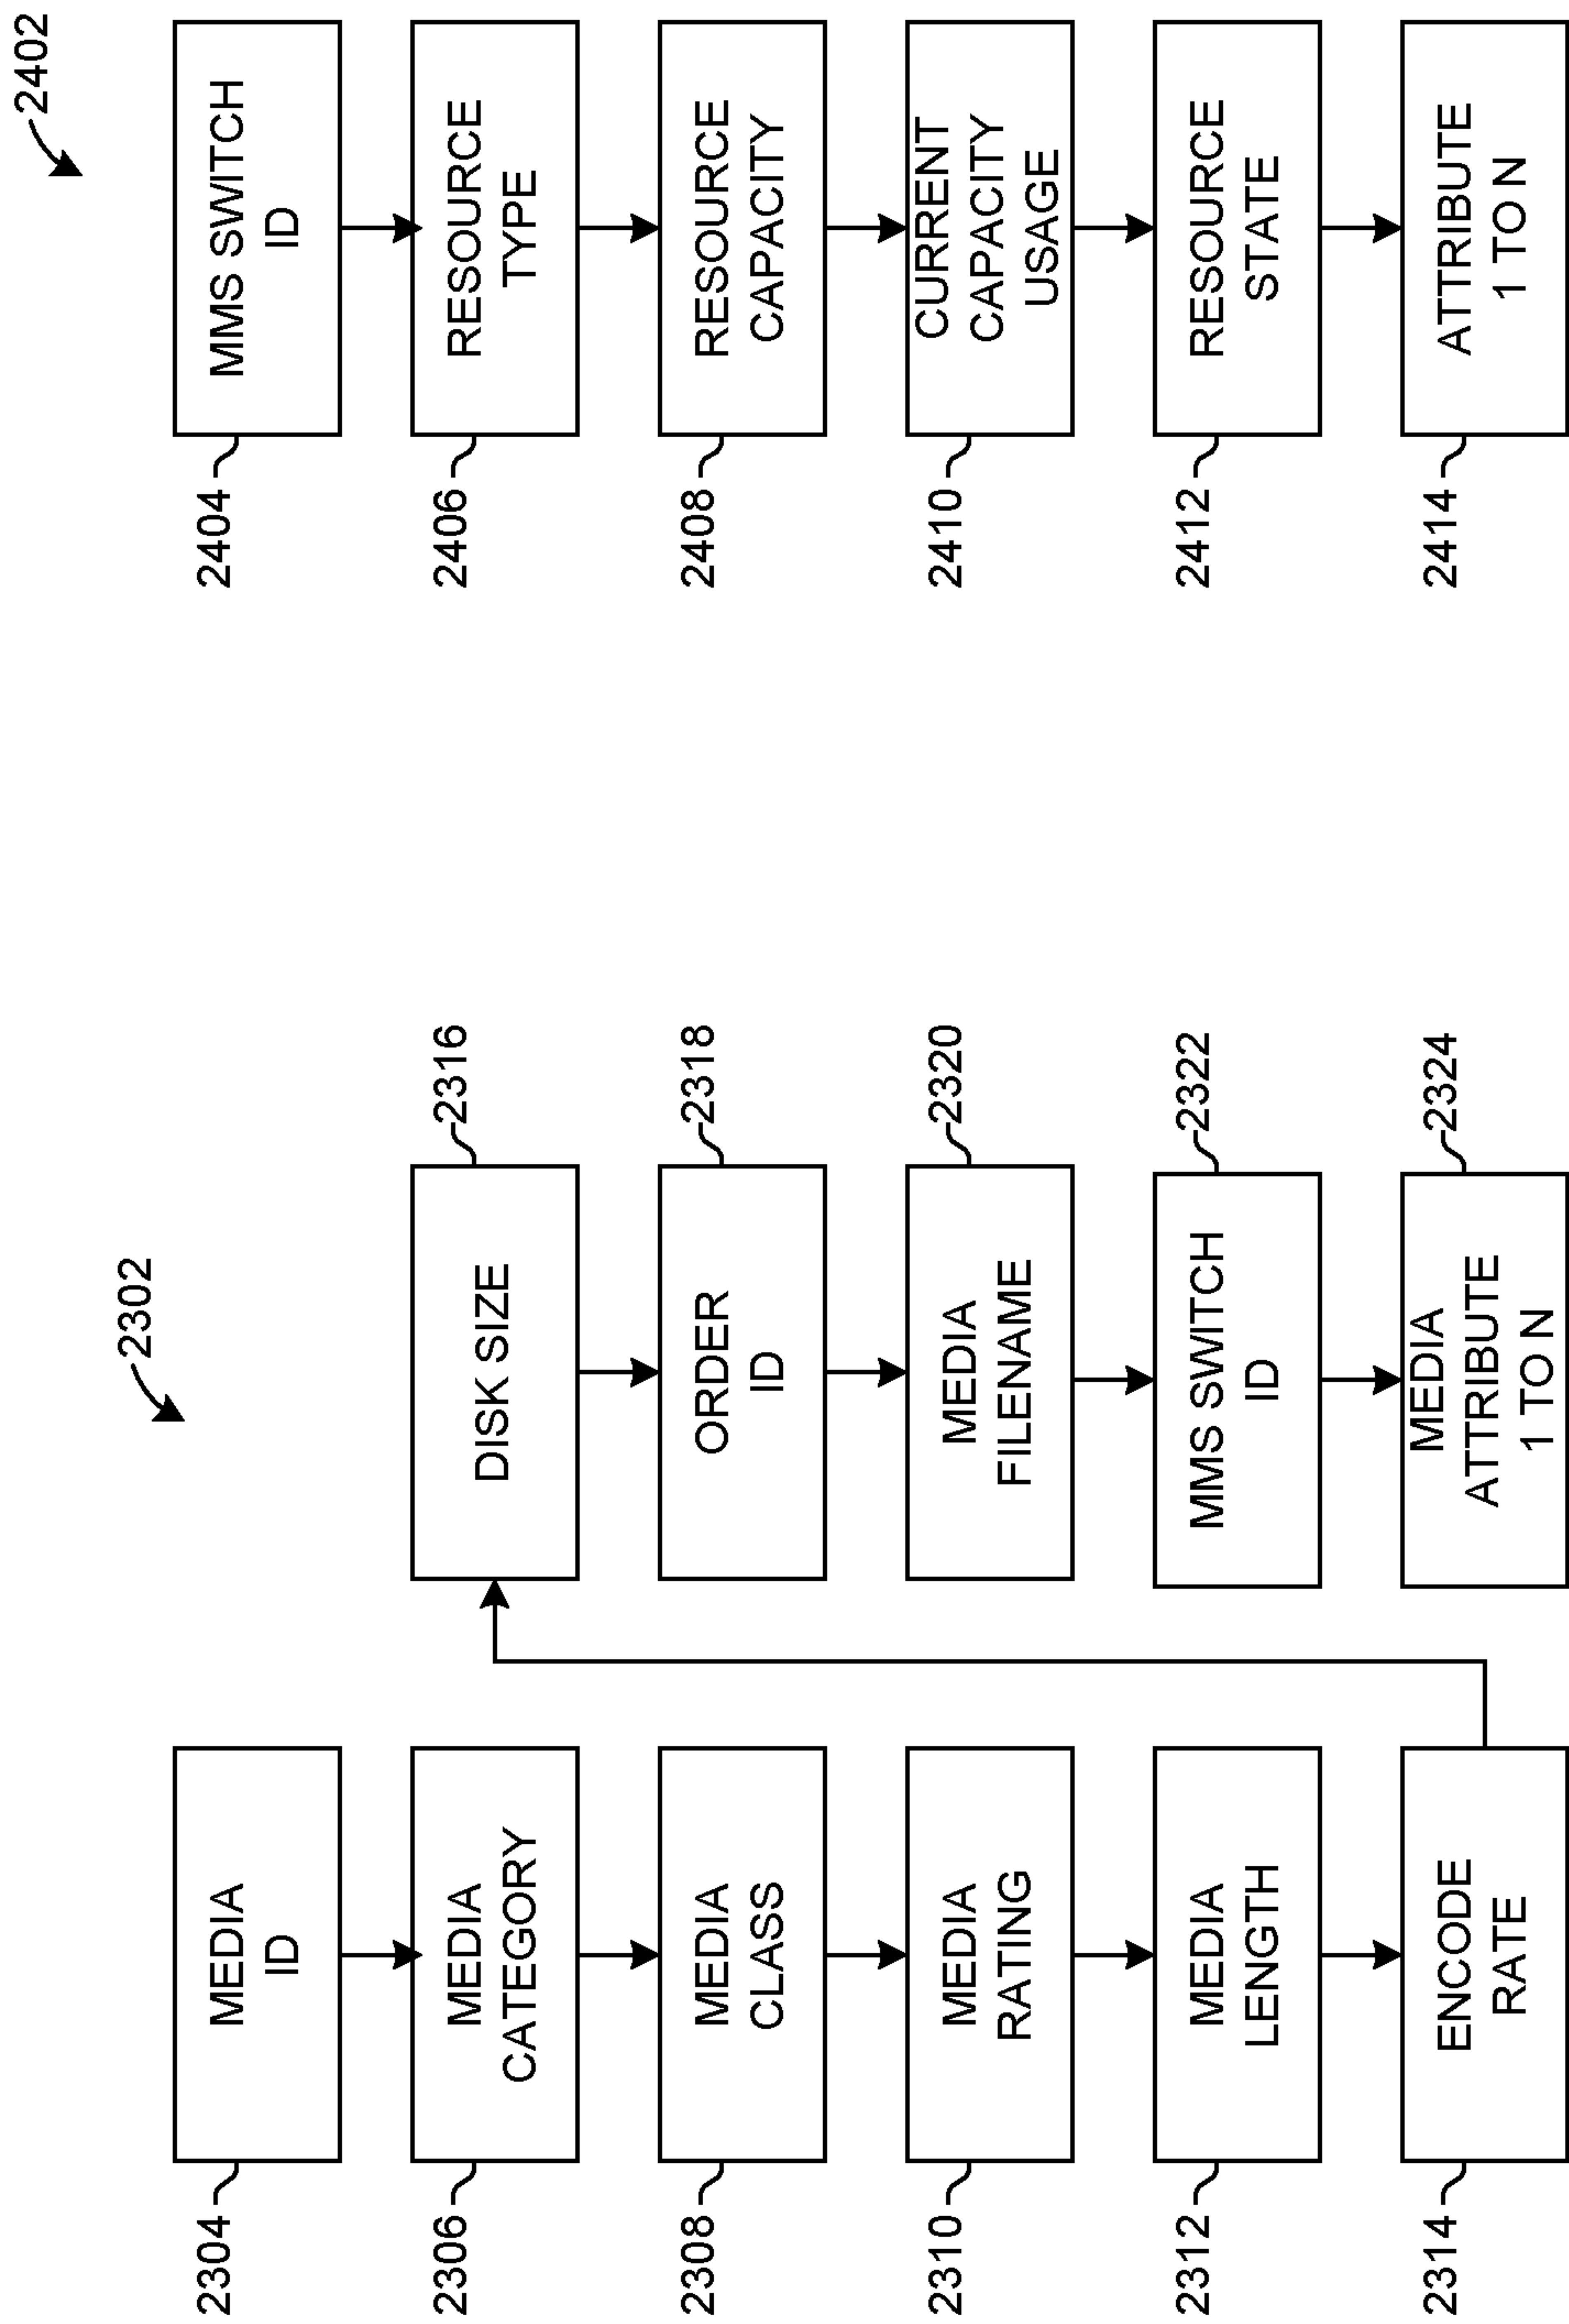 2302
2304
MEDIA
ID
2306
MEDIA
CATEGORY
2308
MEDIA
CLASS
2310
MEDIA
RATING
2312
MEDIA
LENGTH
2314
ENCODE
RATE
DISK SIZE
2316
ORDER
ID
2318
MEDIA
FILENAME
2320
MMS SWITCH
ID
2322
MEDIA
ATTRIBUTE
1 TO N
2324
2402
2404
MMS SWITCH
ID
2406
RESOURCE
TYPE
2408
RESOURCE
CAPACITY
2410
CURRENT
CAPACITY
USAGE
2412
RESOURCE
STATE
2414
ATTRIBUTE
1 TO N